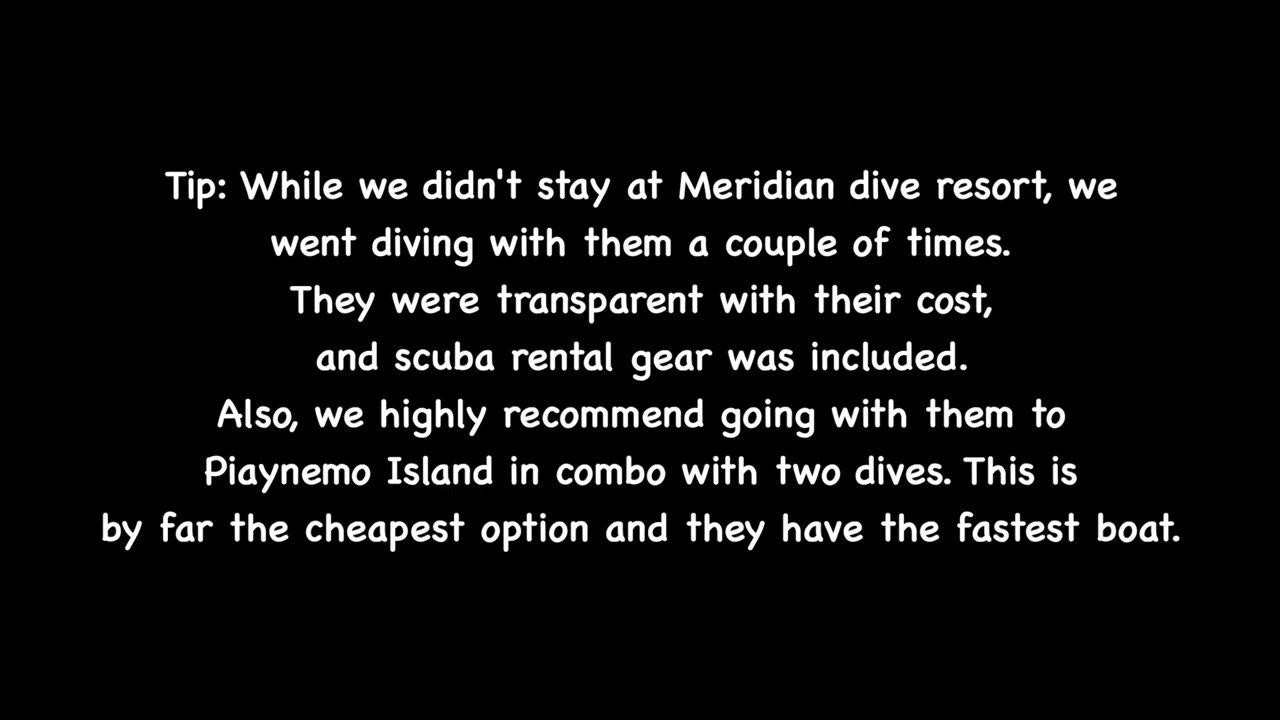 Tip: While we didn't stay at Meridian dive resort, we
went diving with them a couple of times.
They were transparent with their cost,
and scuba rental gear was included.
Also, we highly recommend going with them to
Piaynemo Island in combo with two dives. This is
by far the cheapest option and they have the fastest boat.